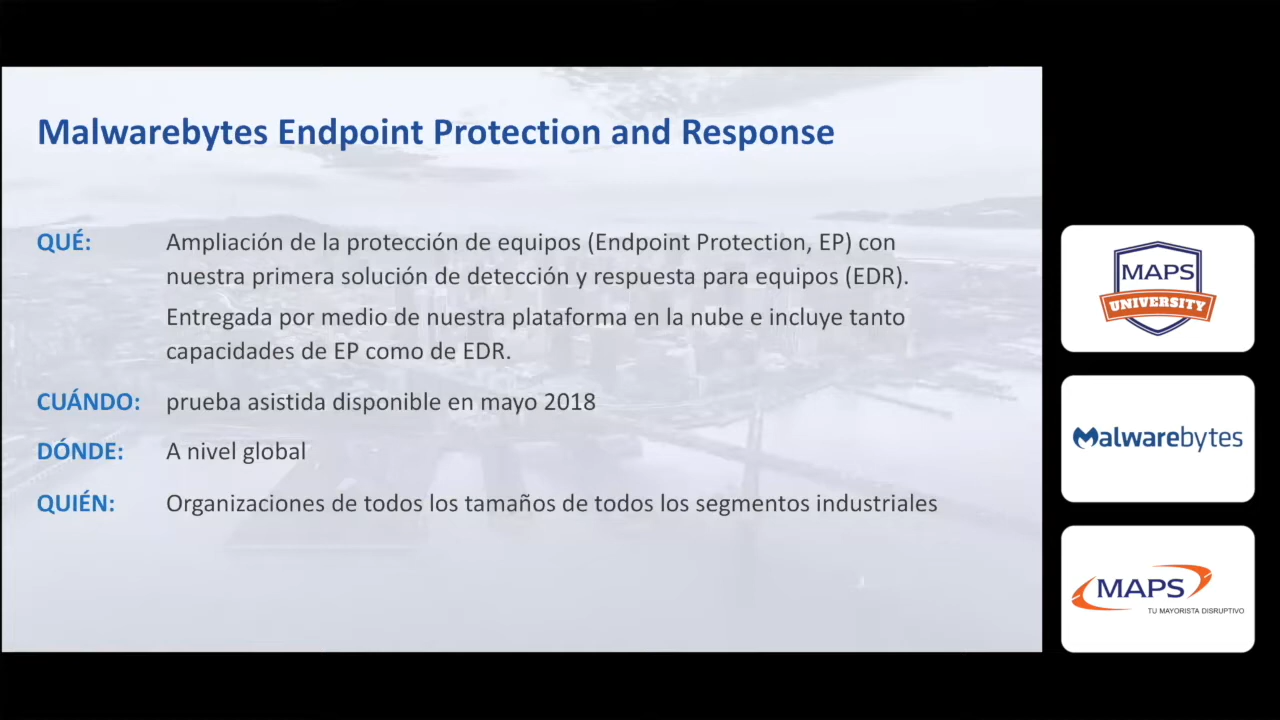 Malwarebytes Endpoint Protection and Response
QUÉ:
Ampliación de la protección de equipos (Endpoint Protection, EP) con
nuestra primera solución de detección y respuesta para equipos (EDR).
Entregada por medio de nuestra plataforma en la nube e incluye tanto
capacidades de EP como de EDR.
CUÁNDO:
prueba asistida disponible en mayo 2018
DÓNDE:
A nivel global
QUIÉN:
Organizaciones de todos los tamaños de todos los segmentos industriales
MAPS
UNIVERSITY
Malwarebytes
MAPS
TU MAYORISTA DISRUPTIVO